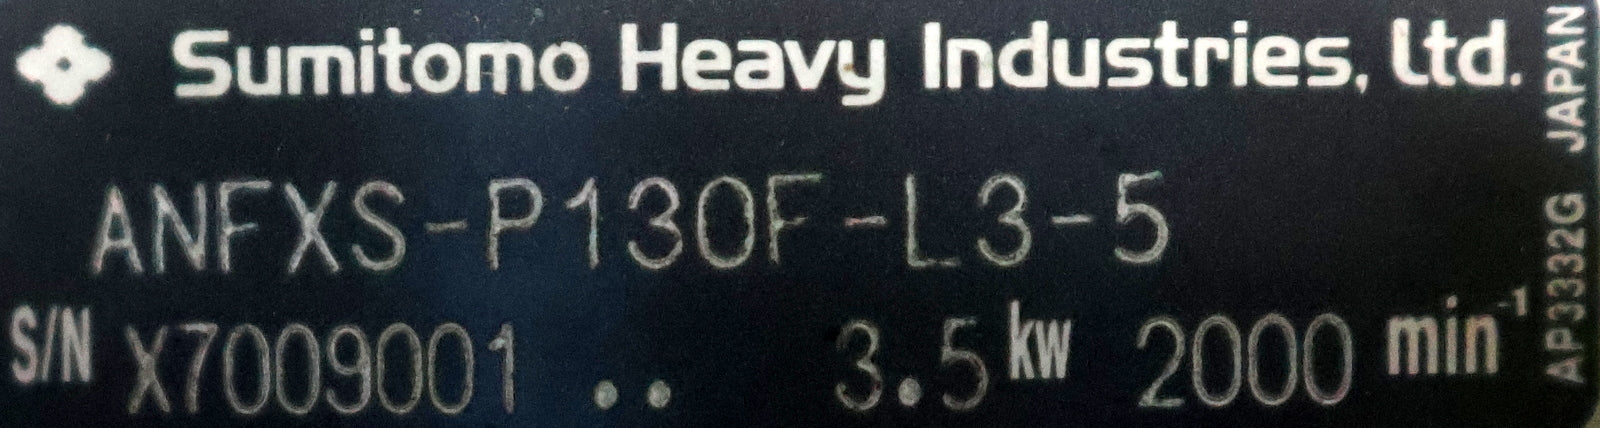 Sumitomo Heavy Industries, Ltd.
ANFXS-P130F-L3-5
S/N X7009001 .. 3.5 kw 2000 min⁻¹
AP3332G JAPAN